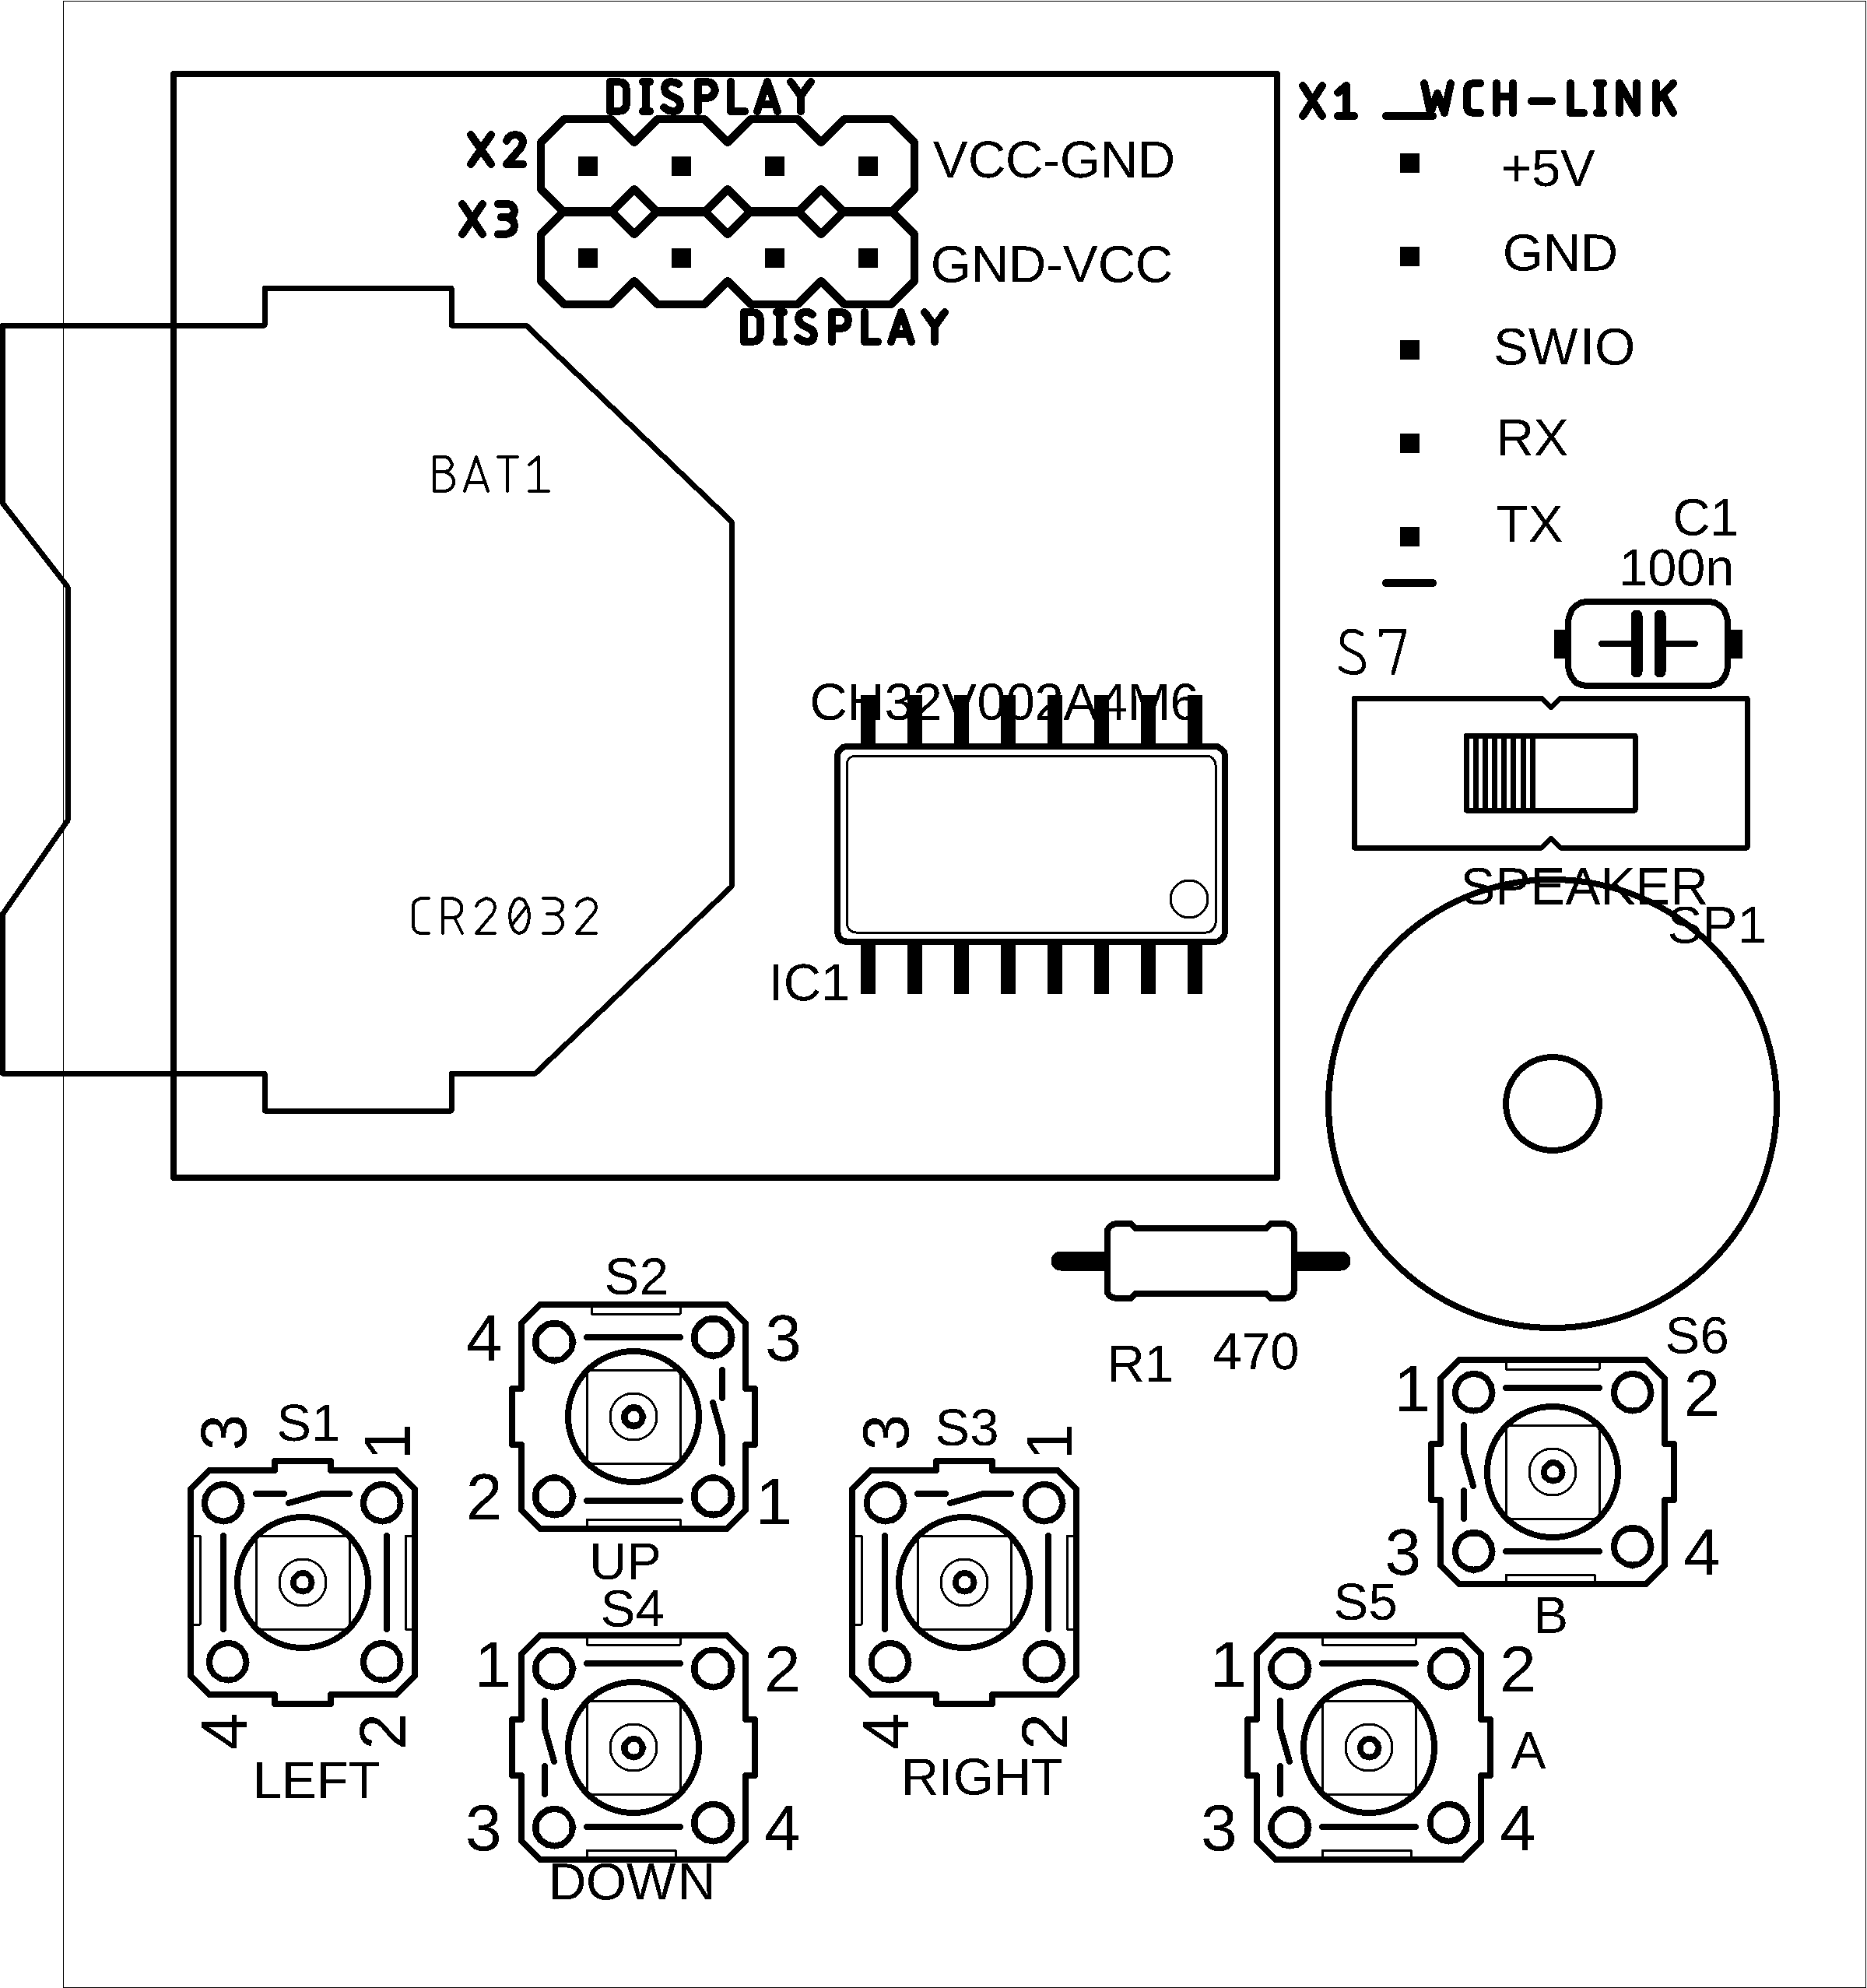 DISPLAY
X1 WCH-LINK
X2 VCC-GND
+5V
X3
GND-VCC
GND
DISPLAY
SWIO
RX
BAT1
TX
C1
100n
S7
CH32V002A4M6
SPEAKER
SP1
CR2032
IC1
S2
4 3
R1 470
S6
1 2
S1
3 1
S3
3 1
2 1
UP
3 4
S4
S5
B
1 2
1 2
4 2
4 2
A
LEFT
RIGHT
3 4
3 4
DOWN